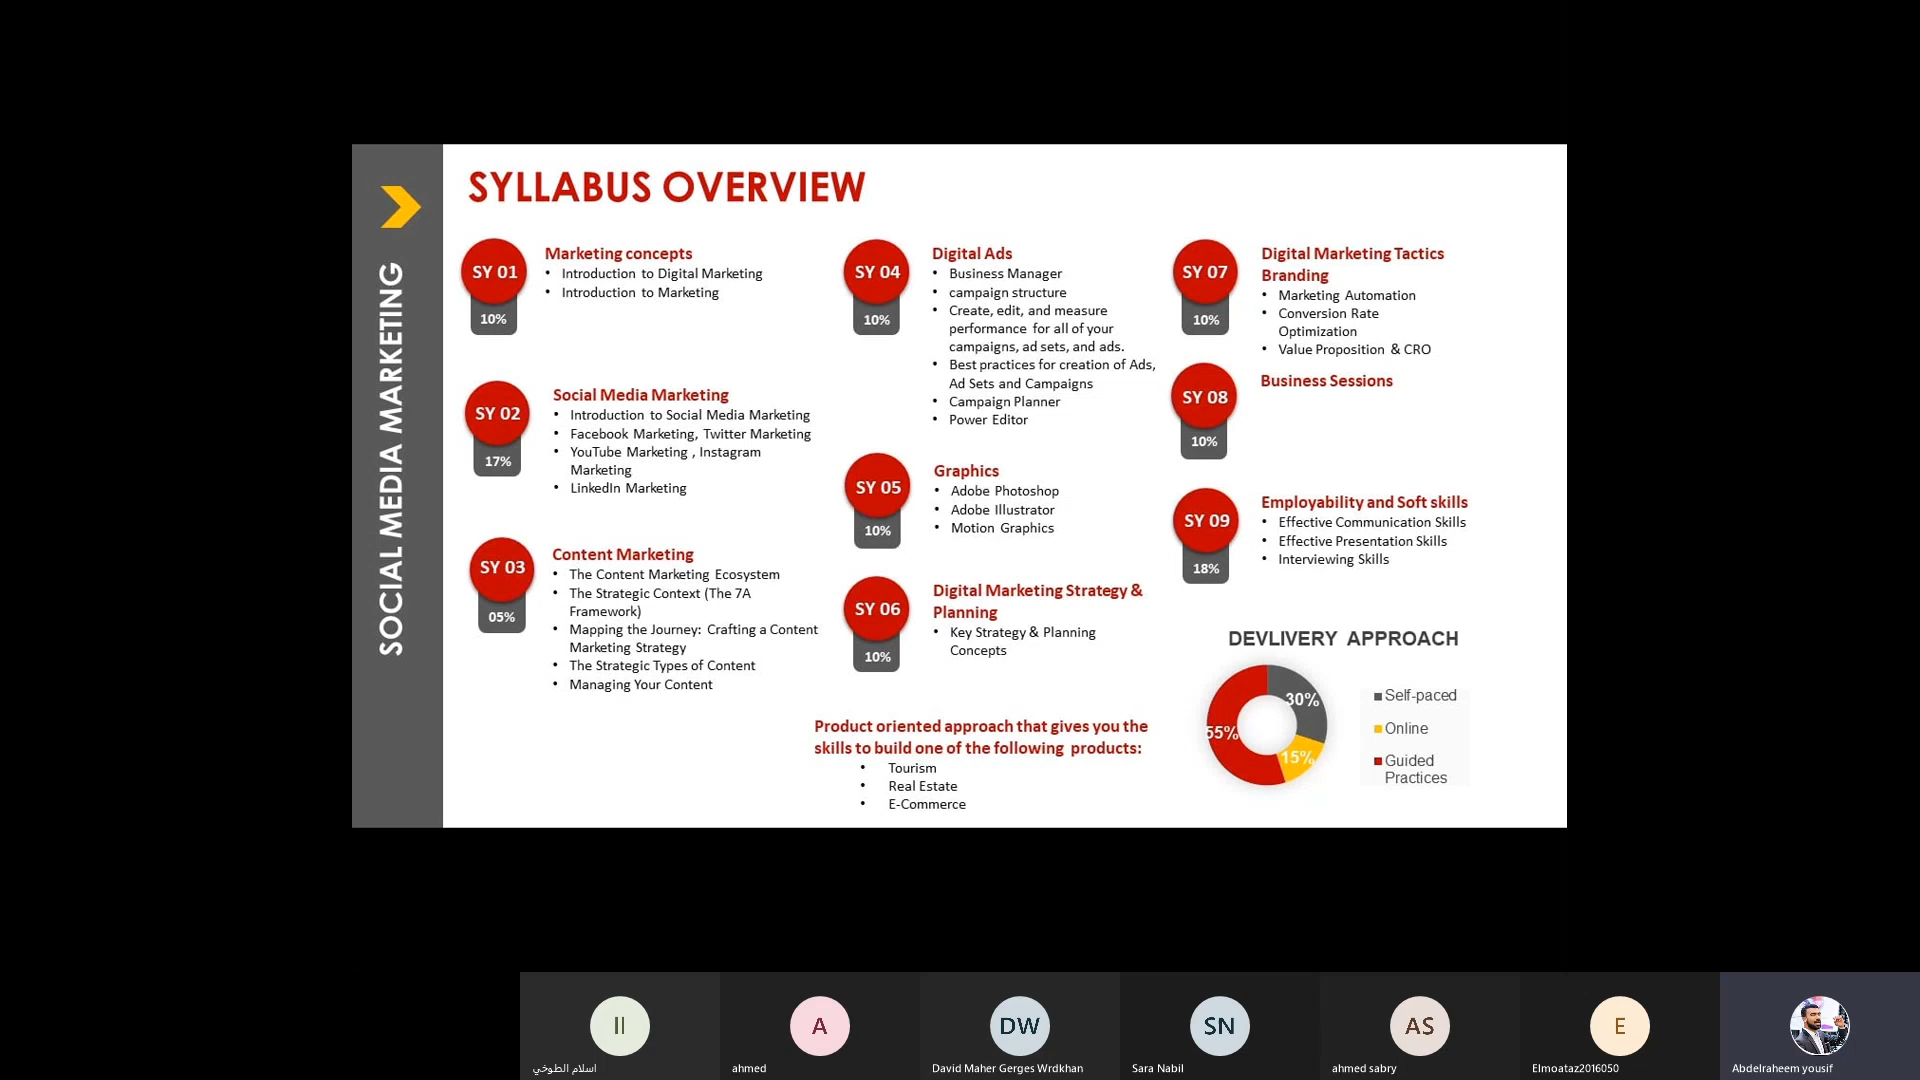 SOCIAL MEDIA MARKETING
SYLLABUS OVERVIEW
SY 01
10%
Marketing concepts
• Introduction to Digital Marketing
• Introduction to Marketing
SY 02
17%
Social Media Marketing
• Introduction to Social Media Marketing
• Facebook Marketing, Twitter Marketing
• YouTube Marketing , Instagram
Marketing
• LinkedIn Marketing
SY 03
05%
Content Marketing
• The Content Marketing Ecosystem
• The Strategic Context (The 7A
Framework)
• Mapping the Journey: Crafting a Content
Marketing Strategy
• The Strategic Types of Content
• Managing Your Content
SY 04
10%
Digital Ads
• Business Manager
• campaign structure
• Create, edit, and measure
performance for all of your
campaigns, ad sets, and ads.
• Best practices for creation of Ads,
Ad Sets and Campaigns
• Campaign Planner
• Power Editor
SY 05
10%
Graphics
• Adobe Photoshop
• Adobe Illustrator
• Motion Graphics
SY 06
10%
Digital Marketing Strategy &
Planning
• Key Strategy & Planning
Concepts
Product oriented approach that gives you the
skills to build one of the following products:
• Tourism
• Real Estate
• E-Commerce
SY 07
10%
Digital Marketing Tactics
Branding
• Marketing Automation
• Conversion Rate
Optimization
• Value Proposition & CRO
SY 08
10%
Business Sessions
SY 09
18%
Employability and Soft skills
• Effective Communication Skills
• Effective Presentation Skills
• Interviewing Skills
DEVLIVERY APPROACH
30%
55%
15%
Self-paced
Online
Guided
Practices
اا
A
DW
SN
AS
E
اسلام الطوخي
ahmed
David Maher Gerges Wrdkhan
Sara Nabil
ahmed sabry
Elmoataz2016050
Abdelraheem yousif